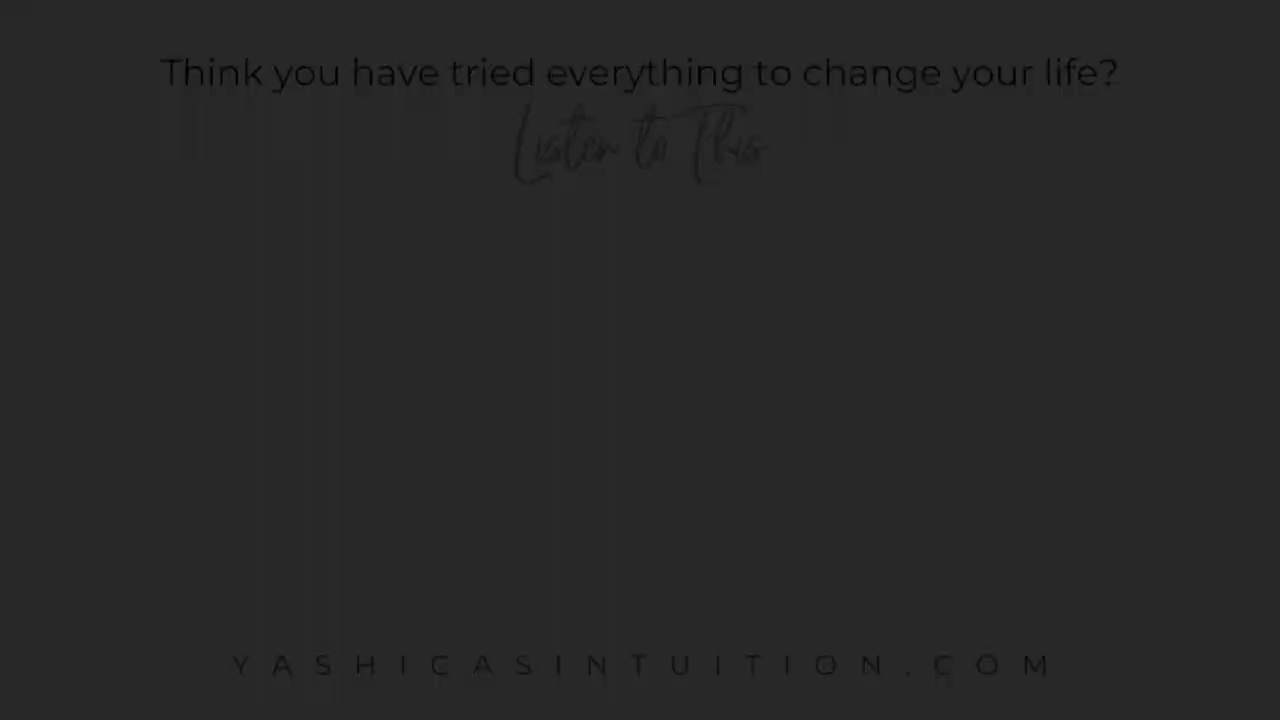 Think you have tried everything to change your life?
Listen to This
YASHICASINTUITION.COM